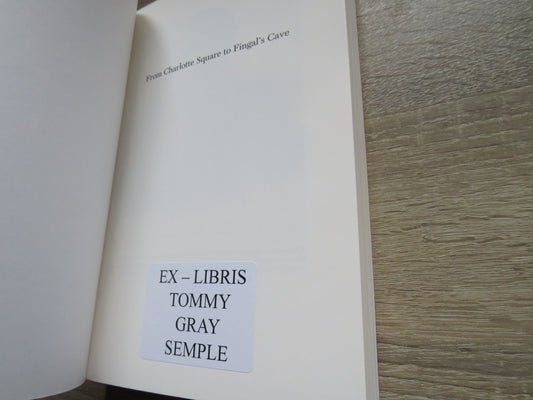 From Charlotte Square to Fingal's Cave
EX – LIBRIS
TOMMY
GRAY
SEMPLE